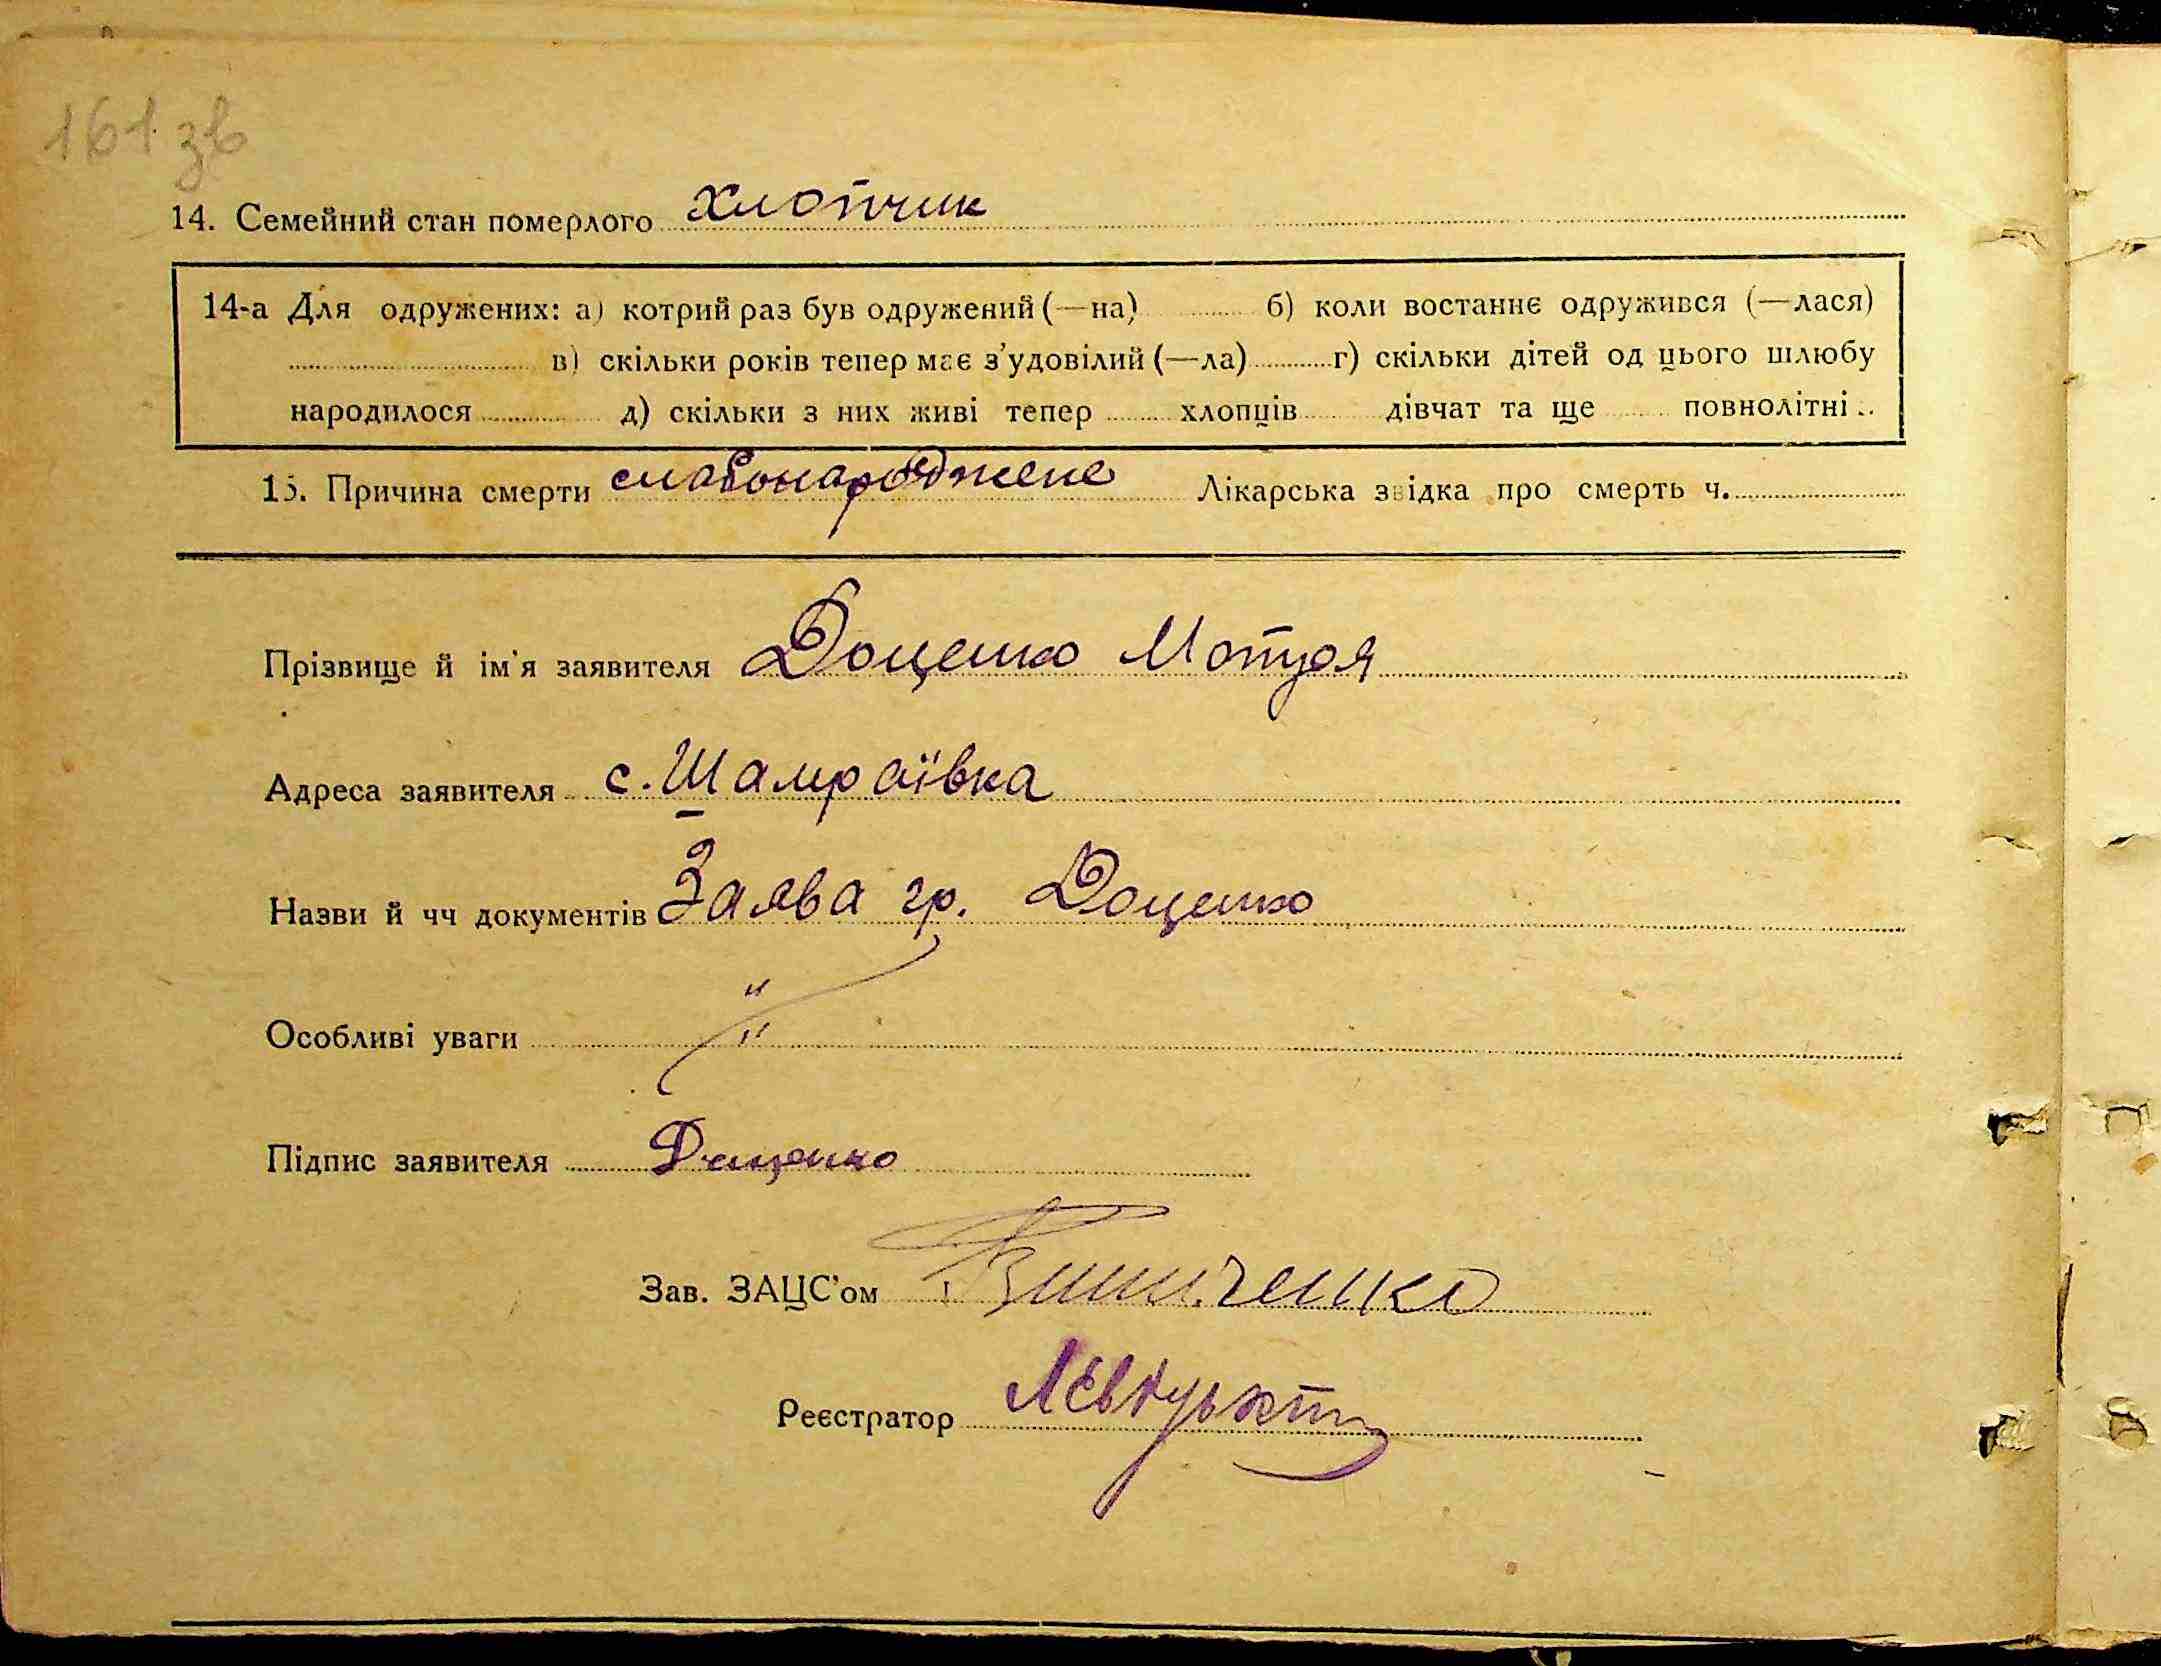 161 зв
14. Семейний стан померлого хлопчик
14-а Для одружених: а) котрий раз був одружений (—на) б) коли востаннє одружився (—лася)
в) скільки років тепер має з’удовілий (—ла) г) скільки дітей од цього шлюбу
народилося д) скільки з них живі тепер хлопців дівчат та ще повнолітні
15. Причина смерти слабонароджене Лікарська звідка про смерть ч.
Прізвище й ім'я заявителя Доценко Мотря
Адреса заявителя с. Шамраївка
Назви й чч документів Заява гр. Доценко
Особливі уваги "
"
Підпис заявителя Доценко
Зав. ЗАЦС’ом Винниченко
Реєстратор